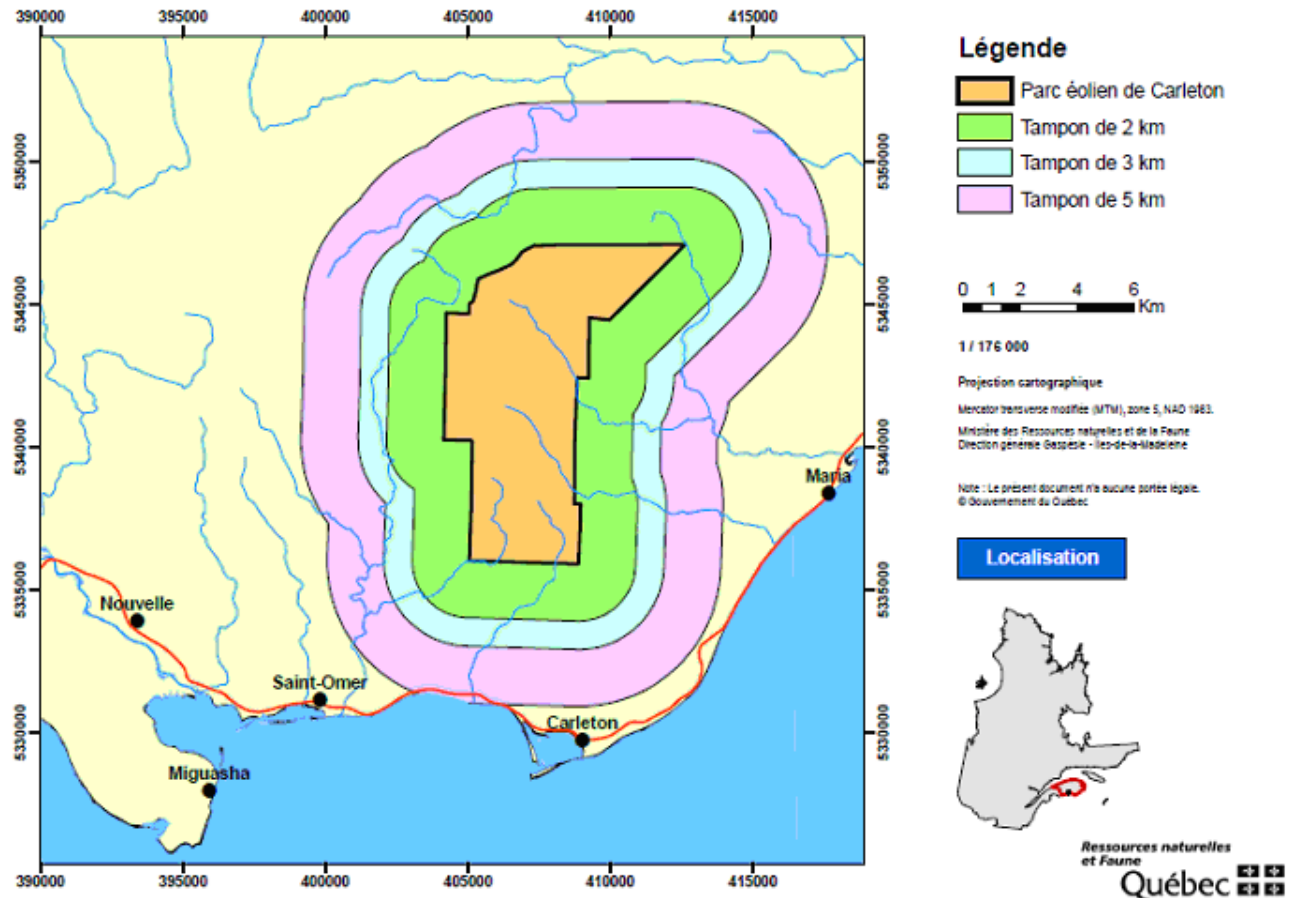 390000 395000 400000 405000 410000 415000
5350000 5350000
5345000 5345000
5340000 5340000
5335000 5335000
5330000 5330000
Maria
Nouvelle
Saint-Omer
Carleton
Miguasha
390000 395000 400000 405000 410000 415000
Légende
Parc éolien de Carleton
Tampon de 2 km
Tampon de 3 km
Tampon de 5 km
0 1 2 4 6
Km
1 / 176 000
Projection cartographique
Mercator transverse modifiée (MTM), zone 5, NAD 1983.
Ministère des Ressources naturelles et de la Faune
Direction générale Gaspésie - Îles-de-la-Madeleine
Note : Le présent document n'a aucune portée légale.
© Gouvernement du Québec
Localisation
Ressources naturelles
et Faune
Québec